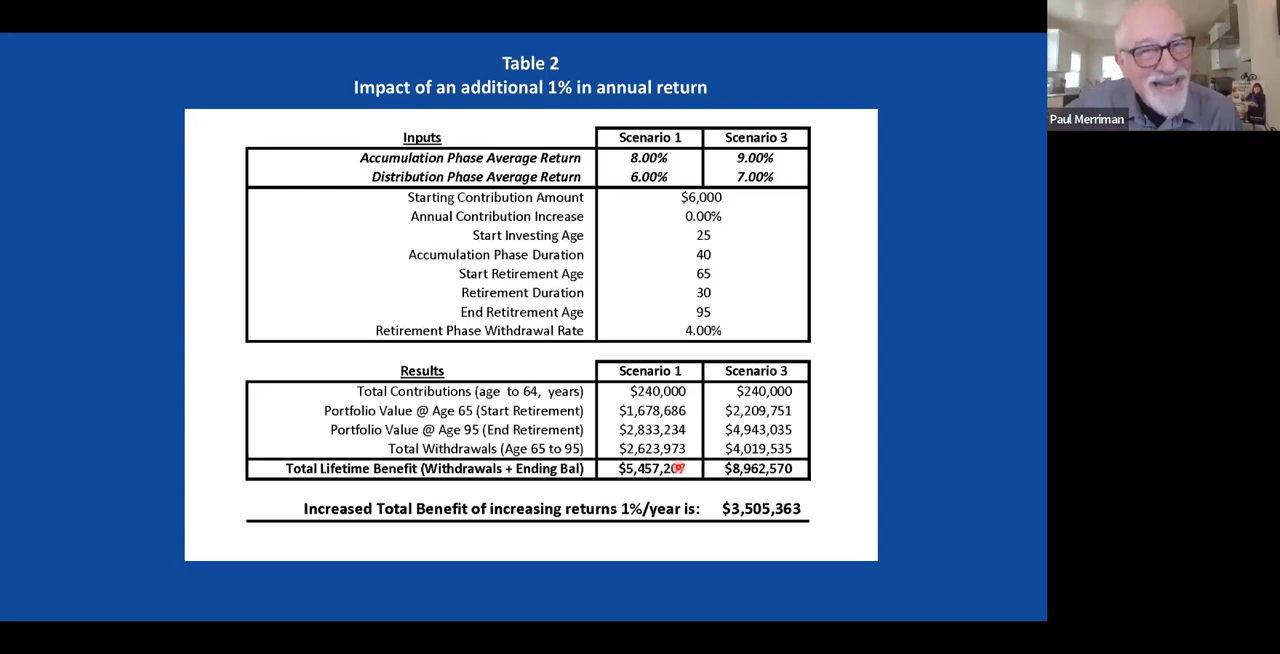 Table 2
Impact of an additional 1% in annual return
Paul Merriman
Inputs Scenario 1 Scenario 3
Accumulation Phase Average Return 8.00% 9.00%
Distribution Phase Average Return 6.00% 7.00%
Starting Contribution Amount $6,000
Annual Contribution Increase 0.00%
Start Investing Age 25
Accumulation Phase Duration 40
Start Retirement Age 65
Retirement Duration 30
End Retitrement Age 95
Retirement Phase Withdrawal Rate 4.00%
Results Scenario 1 Scenario 3
Total Contributions (age to 64, years) $240,000 $240,000
Portfolio Value @ Age 65 (Start Retirement) $1,678,686 $2,209,751
Portfolio Value @ Age 95 (End Retirement) $2,833,234 $4,943,035
Total Withdrawals (Age 65 to 95) $2,623,973 $4,019,535
Total Lifetime Benefit (Withdrawals + Ending Bal) $5,457,207 $8,962,570
Increased Total Benefit of increasing returns 1%/year is: $3,505,363